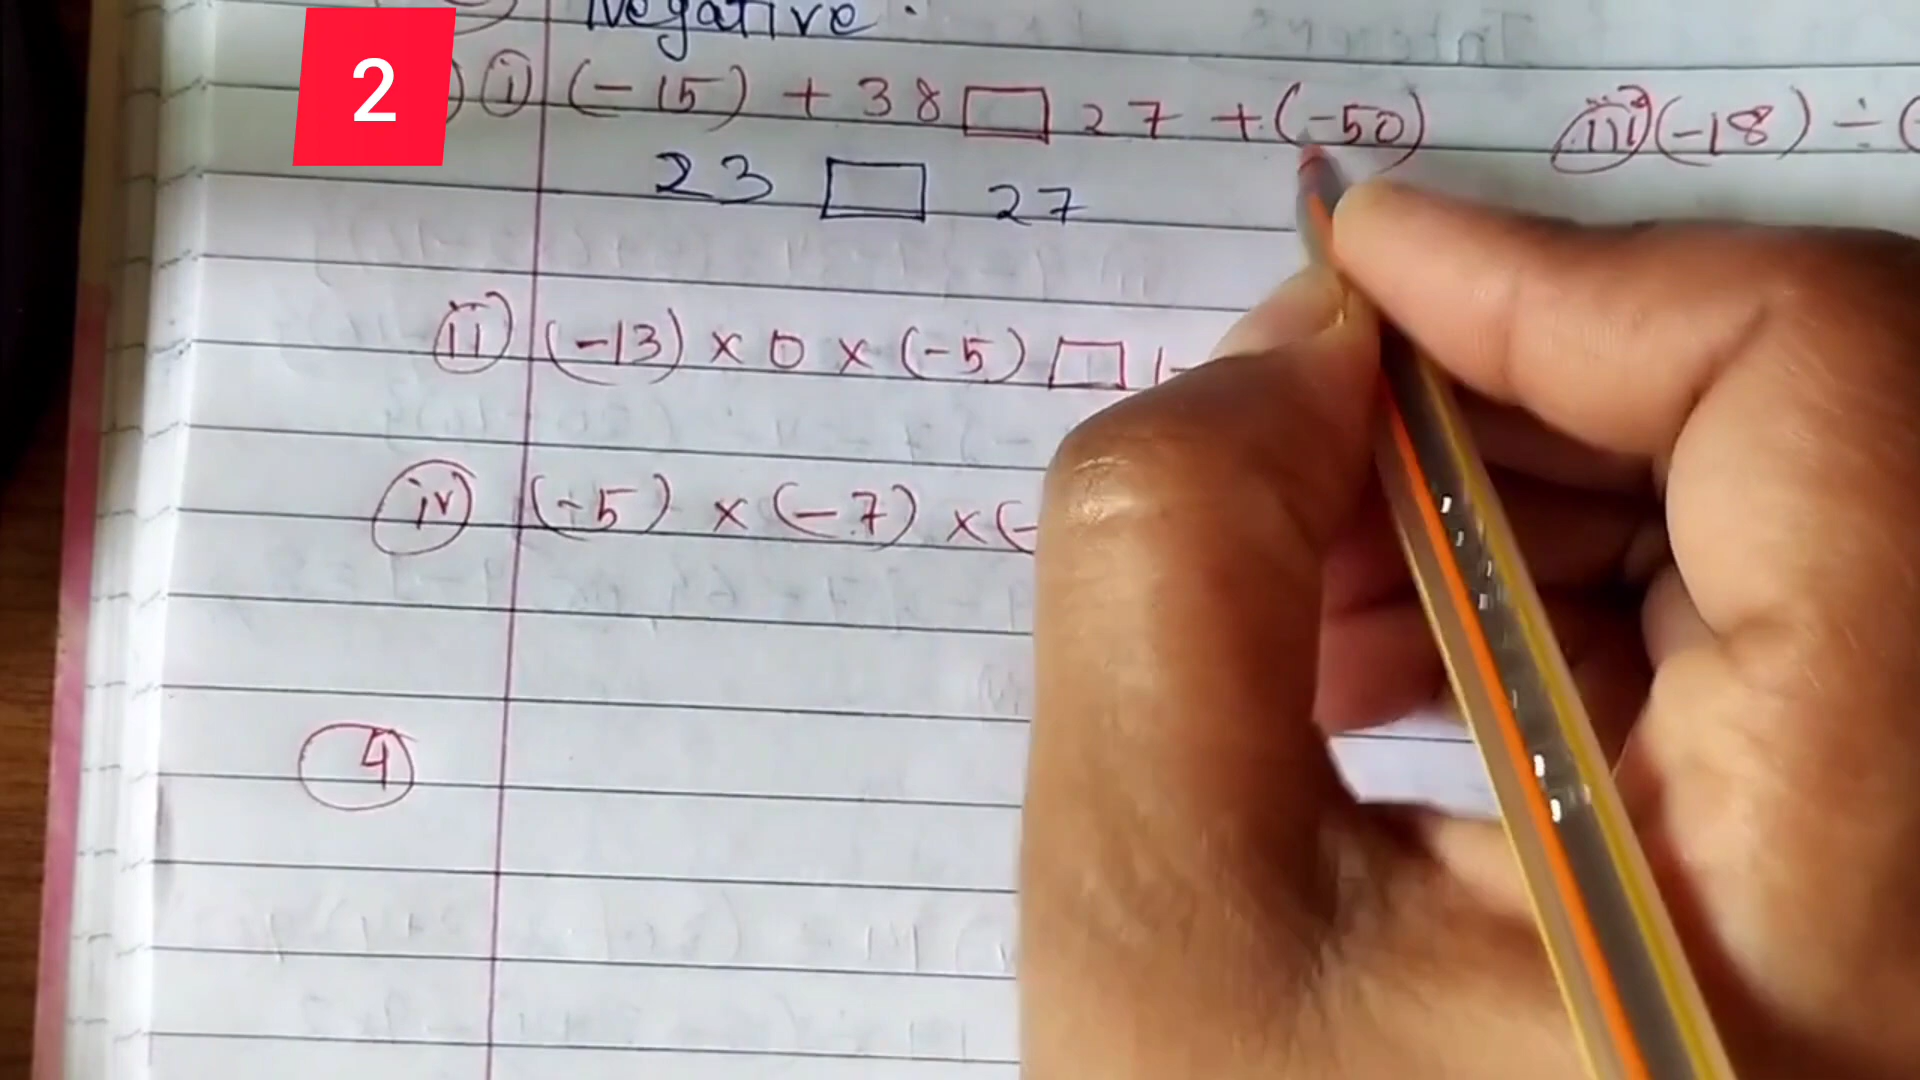 Negative .
2
i (-15) + 38 □ 27 + (-50)
iii (-18) ÷ (
23 □ 27
ii (-13) × 0 × (-5) □
iv (-5) × (-7) × (-
4